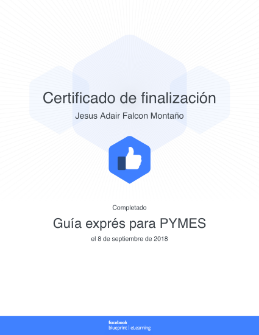 Certificado de finalización
Jesus Adair Falcon Montaño
Completado
Guía exprés para PYMES
el 8 de septiembre de 2018
facebook
blueprint | eLearning